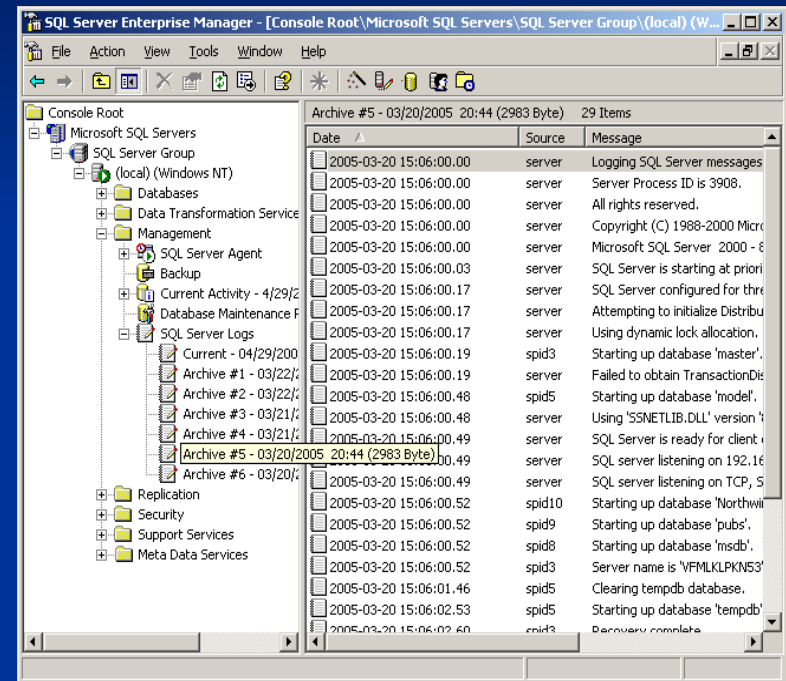 SQL Server Enterprise Manager - [Console Root\Microsoft SQL Servers\SQL Server Group\(local) (W...
File Action View Tools Window Help
Console Root
Microsoft SQL Servers
SQL Server Group
(local) (Windows NT)
Databases
Data Transformation Service
Management
SQL Server Agent
Backup
Current Activity - 4/29/2
Database Maintenance P
SQL Server Logs
Current - 04/29/200
Archive #1 - 03/22/2
Archive #2 - 03/22/2
Archive #3 - 03/21/2
Archive #4 - 03/21/2
Archive #5 - 03/20/2005 20:44 (2983 Byte)
Archive #6 - 03/20/2
Replication
Security
Support Services
Meta Data Services
Archive #5 - 03/20/2005 20:44 (2983 Byte) 29 Items
Date Source Message
2005-03-20 15:06:00.00 server Logging SQL Server messages
2005-03-20 15:06:00.00 server Server Process ID is 3908.
2005-03-20 15:06:00.00 server All rights reserved.
2005-03-20 15:06:00.00 server Copyright (C) 1988-2000 Micro
2005-03-20 15:06:00.00 server Microsoft SQL Server 2000 - 8
2005-03-20 15:06:00.03 server SQL Server is starting at priori
2005-03-20 15:06:00.17 server SQL Server configured for thre
2005-03-20 15:06:00.17 server Attempting to initialize Distribu
2005-03-20 15:06:00.17 server Using dynamic lock allocation.
2005-03-20 15:06:00.19 spid3 Starting up database 'master'.
2005-03-20 15:06:00.19 server Failed to obtain TransactionDis
2005-03-20 15:06:00.48 spid5 Starting up database 'model'.
2005-03-20 15:06:00.48 server Using 'SSNETLIB.DLL' version '8
2005-03-20 15:06:00.49 server SQL Server is ready for client
00.49 server SQL server listening on 192.16
2005-03-20 15:06:00.49 server SQL server listening on TCP, S
2005-03-20 15:06:00.52 spid10 Starting up database 'Northwi
2005-03-20 15:06:00.52 spid9 Starting up database 'pubs'.
2005-03-20 15:06:00.52 spid8 Starting up database 'msdb'.
2005-03-20 15:06:00.52 spid3 Server name is 'VFMLKLPKN53'
2005-03-20 15:06:01.46 spid5 Clearing tempdb database.
2005-03-20 15:06:02.53 spid5 Starting up database 'tempdb'
2005-03-20 15:06:02.60 spid3 Recovery complete